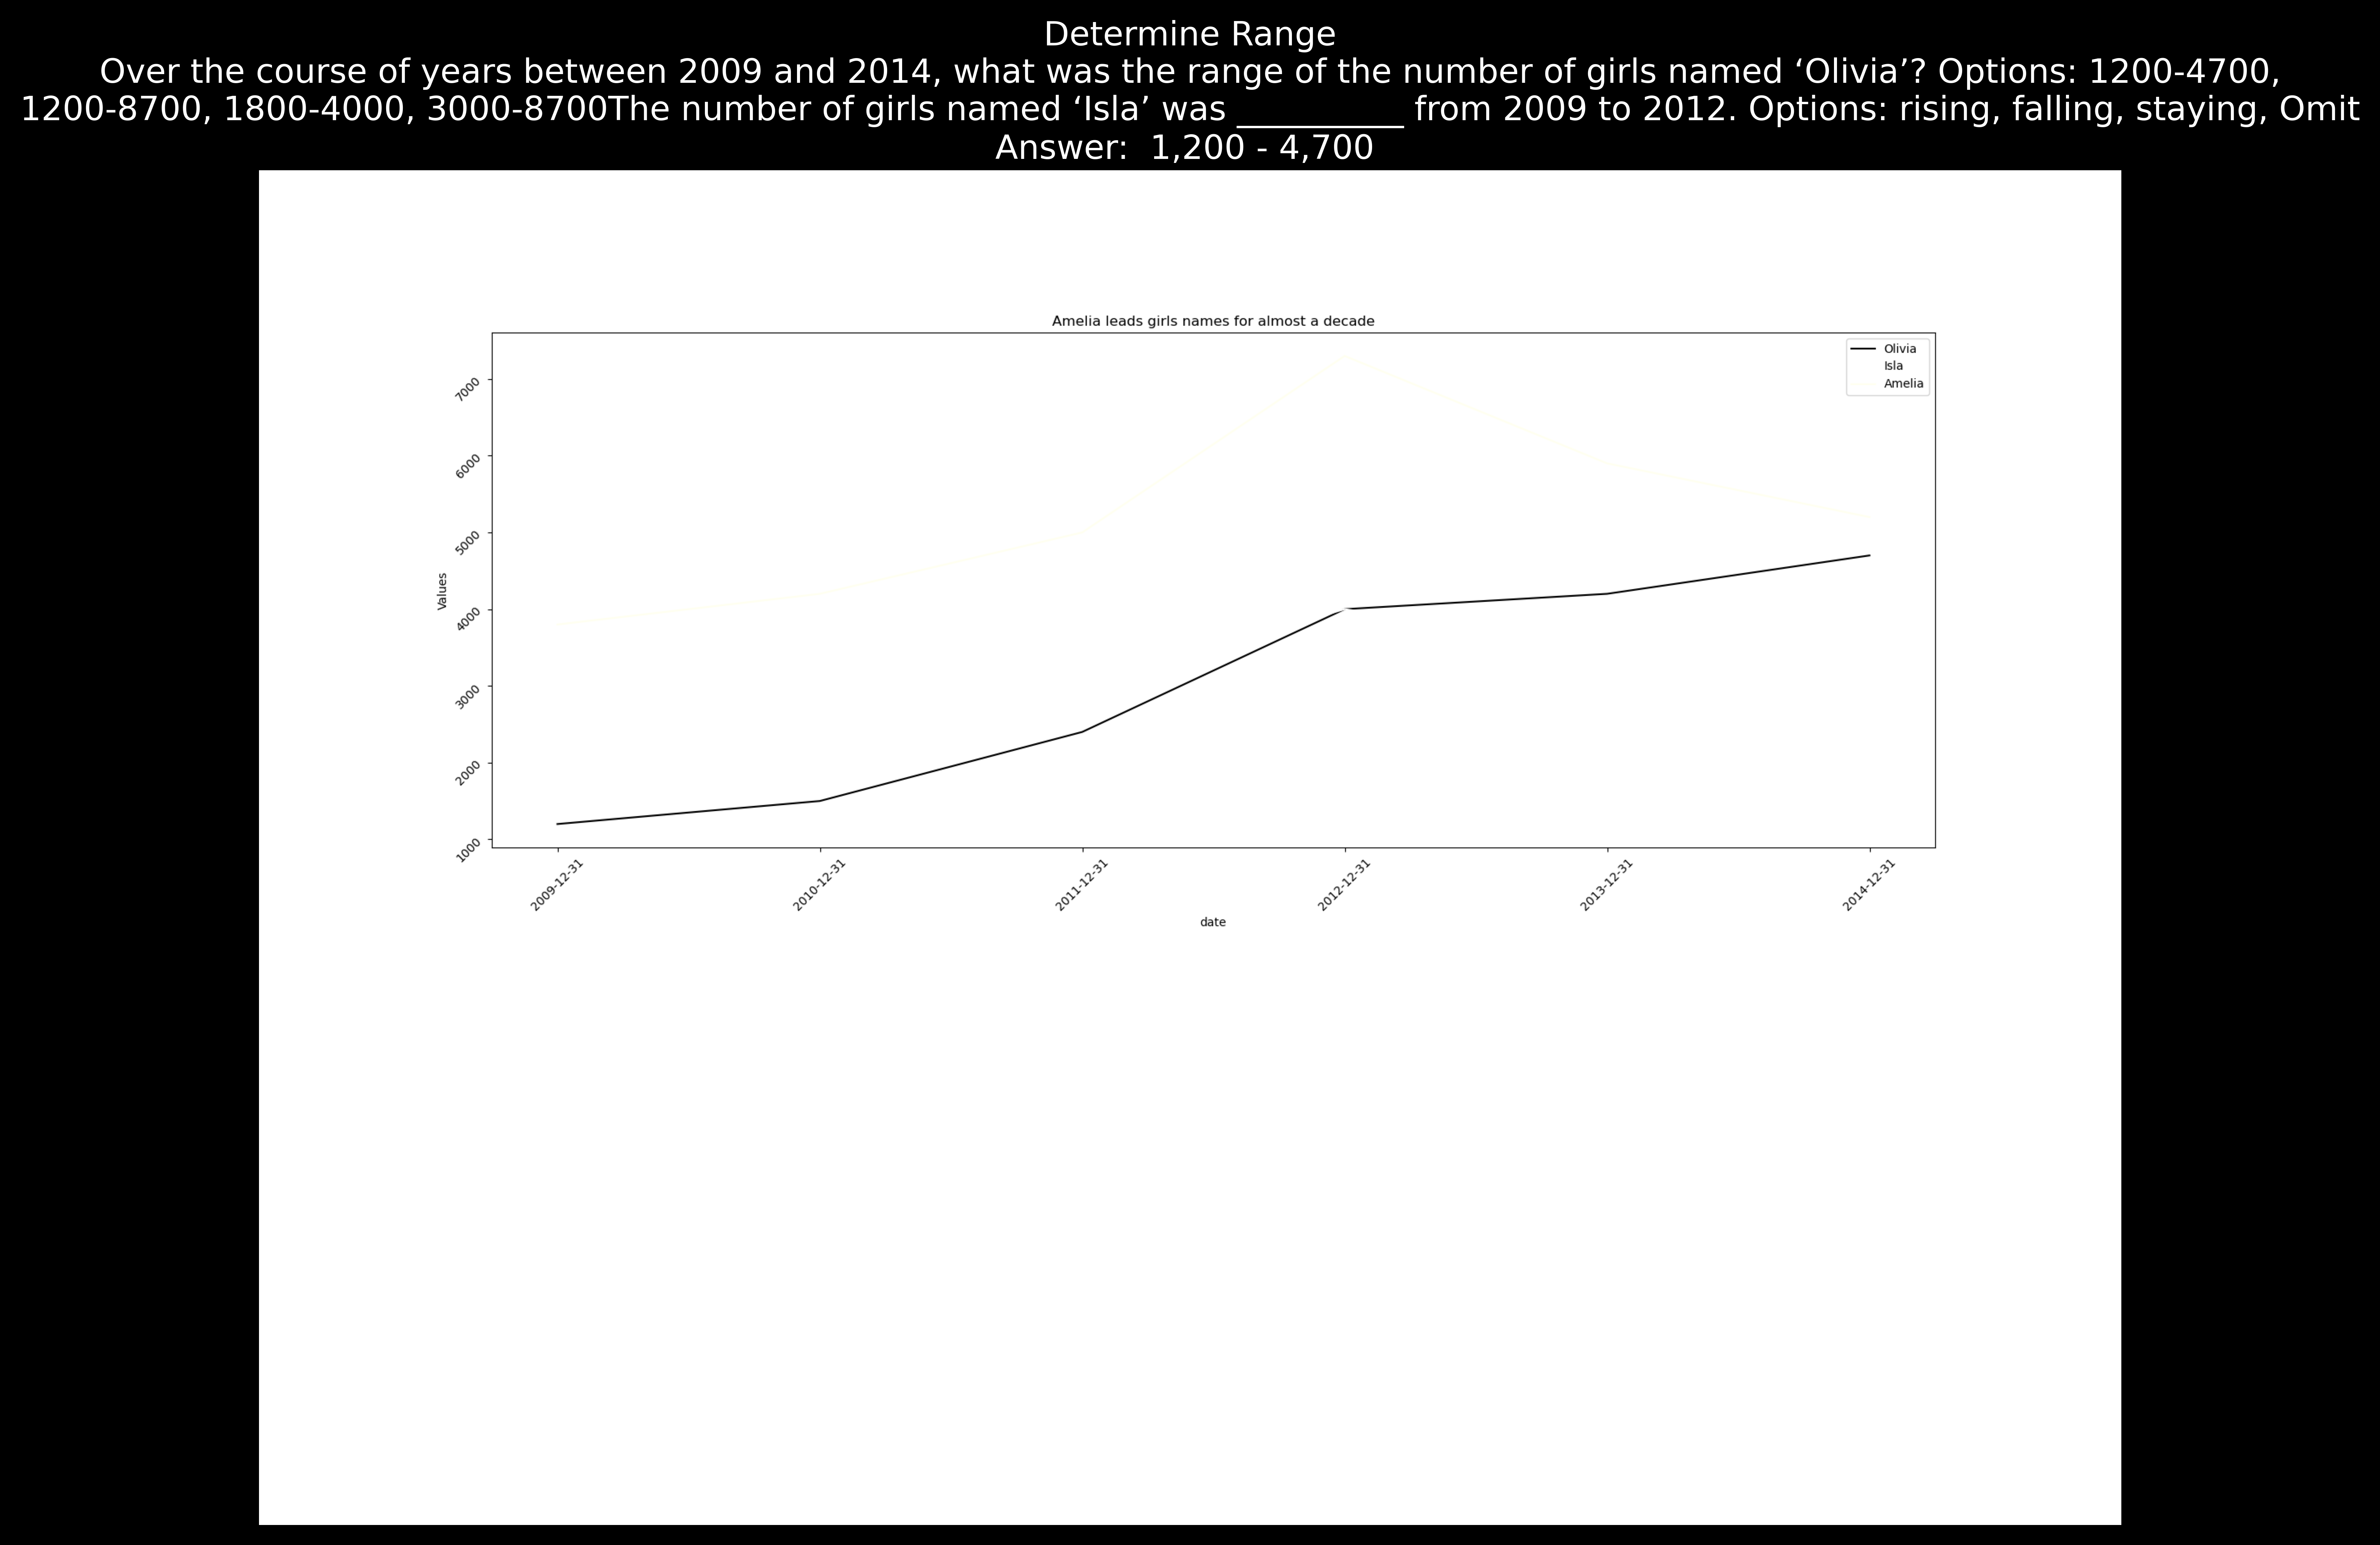 Determine Range
Over the course of years between 2009 and 2014, what was the range of the number of girls named ‘Olivia’? Options: 1200-4700,
1200-8700, 1800-4000, 3000-8700The number of girls named ‘Isla’ was __________ from 2009 to 2012. Options: rising, falling, staying, Omit
Answer:  1,200 - 4,700
Amelia leads girls names for almost a decade
Olivia
Isla
Amelia
7000
6000
5000
4000
3000
2000
1000
Values
2009-12-31
2010-12-31
2011-12-31
2012-12-31
2013-12-31
2014-12-31
date